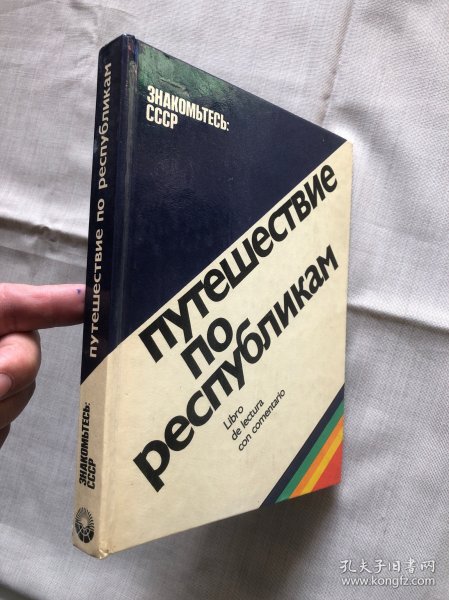 ЗНАКОМЬТЕСЬ:
СССР
путешествие
по
республикам
Libro
de lectura
con comentario
путешествие по республикам
ЗНАКОМЬТЕСЬ:
СССР
孔夫子旧书网
www.kongfz.com